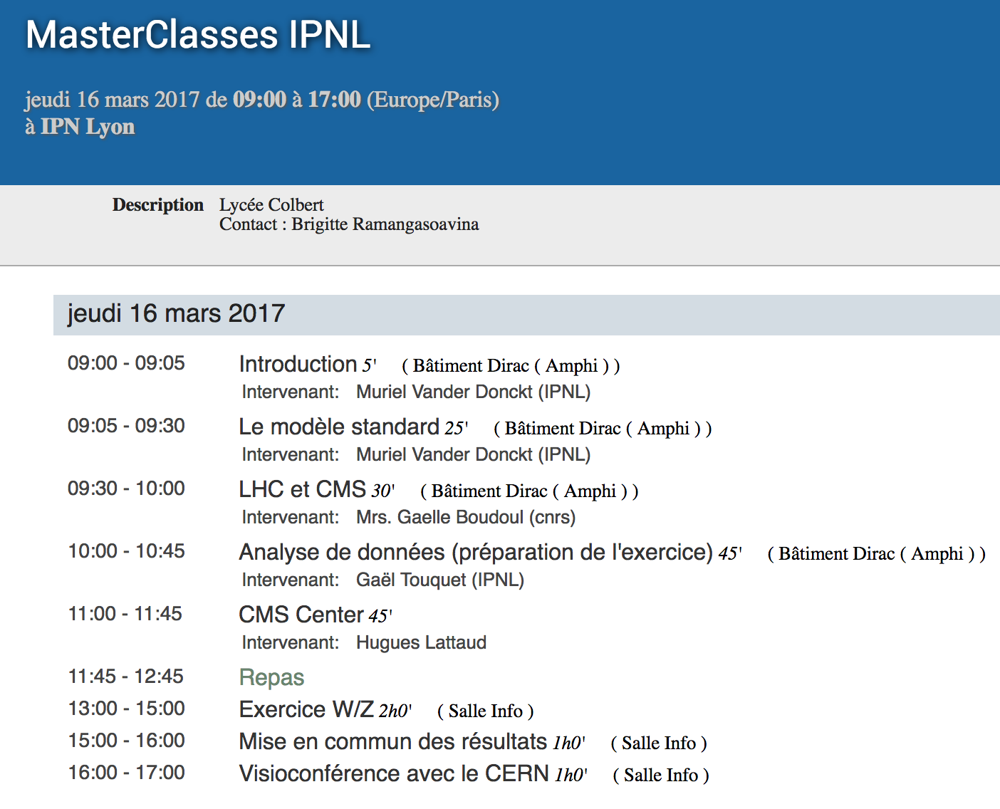 MasterClasses IPNL
jeudi 16 mars 2017 de 09:00 à 17:00 (Europe/Paris)
à IPN Lyon
Description Lycée Colbert
Contact : Brigitte Ramangasoavina
jeudi 16 mars 2017
09:00 - 09:05 Introduction 5' ( Bâtiment Dirac ( Amphi ) )
Intervenant: Muriel Vander Donckt (IPNL)
09:05 - 09:30 Le modèle standard 25' ( Bâtiment Dirac ( Amphi ) )
Intervenant: Muriel Vander Donckt (IPNL)
09:30 - 10:00 LHC et CMS 30' ( Bâtiment Dirac ( Amphi ) )
Intervenant: Mrs. Gaelle Boudoul (cnrs)
10:00 - 10:45 Analyse de données (préparation de l'exercice) 45' ( Bâtiment Dirac ( Amphi ) )
Intervenant: Gaël Touquet (IPNL)
11:00 - 11:45 CMS Center 45'
Intervenant: Hugues Lattaud
11:45 - 12:45 Repas
13:00 - 15:00 Exercice W/Z 2h0' ( Salle Info )
15:00 - 16:00 Mise en commun des résultats 1h0' ( Salle Info )
16:00 - 17:00 Visioconférence avec le CERN 1h0' ( Salle Info )